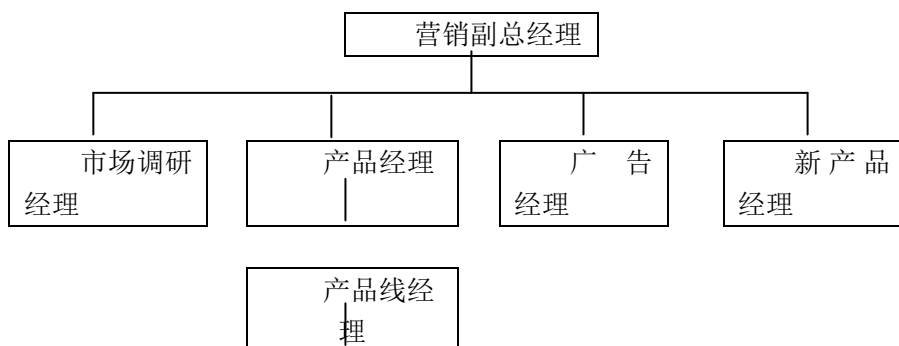 营销副总经理
市场调研
经理
产品经理
广 告
经理
新 产 品
经理
产品线经
理